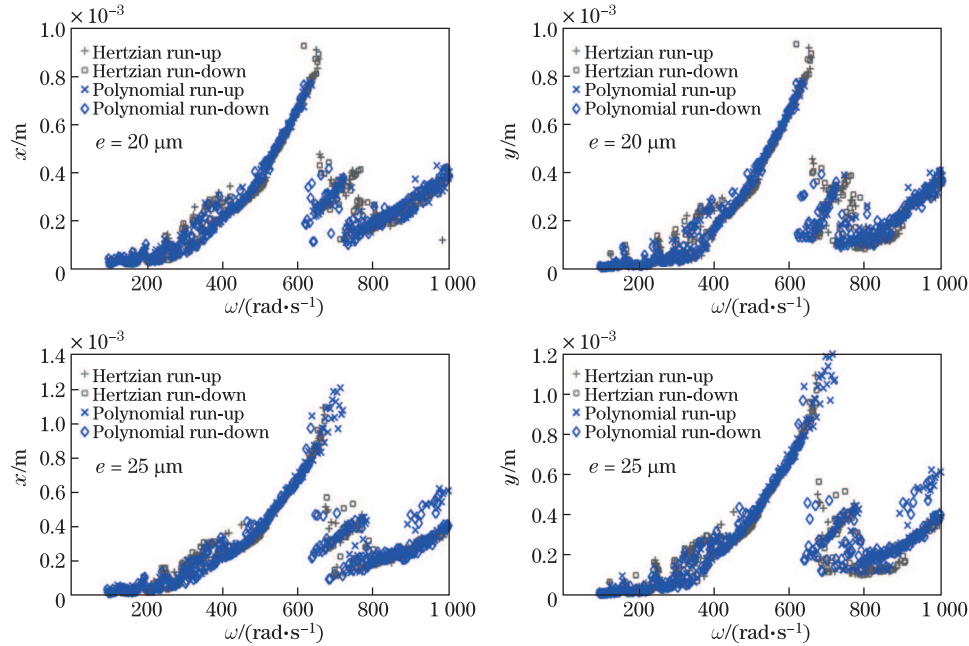 × 10⁻³
1.0
0.8
0.6
0.4
0.2
0
x/m
+ Hertzian run-up
□ Hertzian run-down
× Polynomial run-up
◇ Polynomial run-down
e = 20 μm
200 400 600 800 1 000
ω/(rad·s⁻¹)
× 10⁻³
1.0
0.8
0.6
0.4
0.2
0
y/m
+ Hertzian run-up
□ Hertzian run-down
× Polynomial run-up
◇ Polynomial run-down
e = 20 μm
200 400 600 800 1 000
ω/(rad·s⁻¹)
× 10⁻³
1.4
1.2
1.0
0.8
0.6
0.4
0.2
0
x/m
+ Hertzian run-up
□ Hertzian run-down
× Polynomial run-up
◇ Polynomial run-down
e = 25 μm
200 400 600 800 1 000
ω/(rad·s⁻¹)
× 10⁻³
1.2
1.0
0.8
0.6
0.4
0.2
0
y/m
+ Hertzian run-up
□ Hertzian run-down
× Polynomial run-up
◇ Polynomial run-down
e = 25 μm
200 400 600 800 1 000
ω/(rad·s⁻¹)